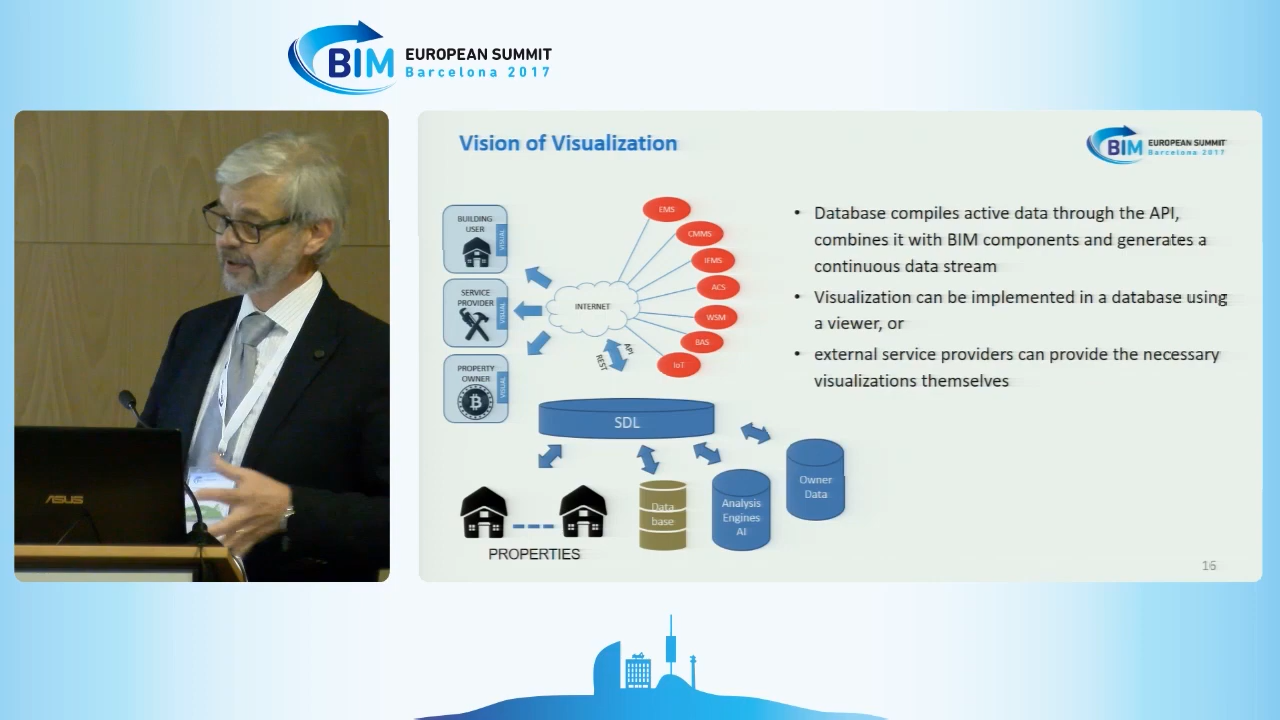 BIM EUROPEAN SUMMIT
Barcelona 2017
Vision of Visualization
BIM EUROPEAN SUMMIT
Barcelona 2017
BUILDING
USER
VISUAL
SERVICE
PROVIDER
VISUAL
PROPERTY
OWNER
VISUAL
INTERNET
EMS
CMMS
IFMS
ACS
WSM
BAS
IoT
REST
API
SDL
Data
base
Analysis
Engines
AI
Owner
Data
PROPERTIES
• Database compiles active data through the API,
combines it with BIM components and generates a
continuous data stream
• Visualization can be implemented in a database using
a viewer, or
• external service providers can provide the necessary
visualizations themselves
16
ASUS